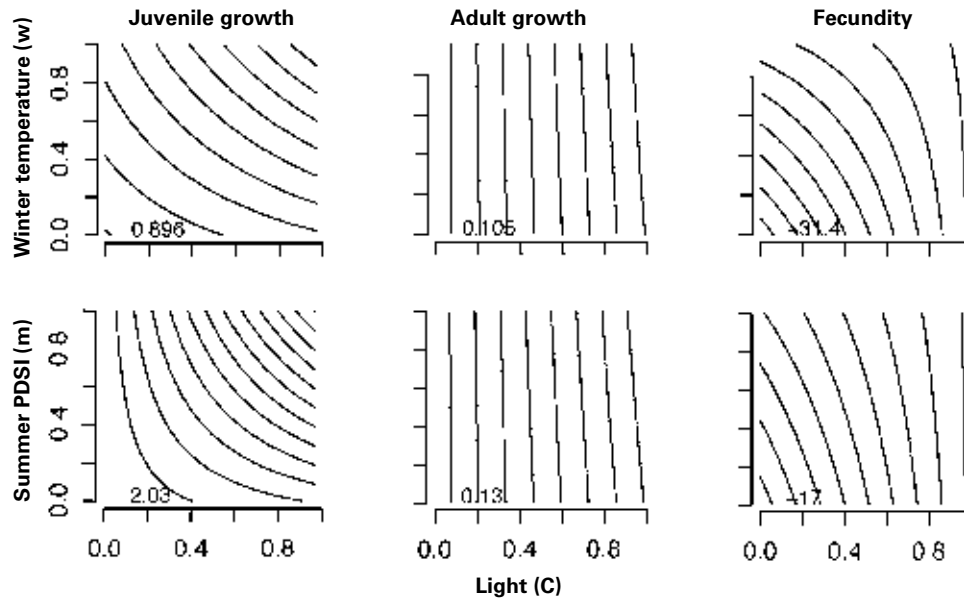 Juvenile growth
Adult growth
Fecundity
Winter temperature (w)
0.0 0.4 0.8
0.896
0.105
−31.4
Summer PDSI (m)
0.0 0.4 0.8
2.03
0.13
−17
0.0 0.4 0.8
0.0 0.4 0.8
0.0 0.4 0.8
Light (C)